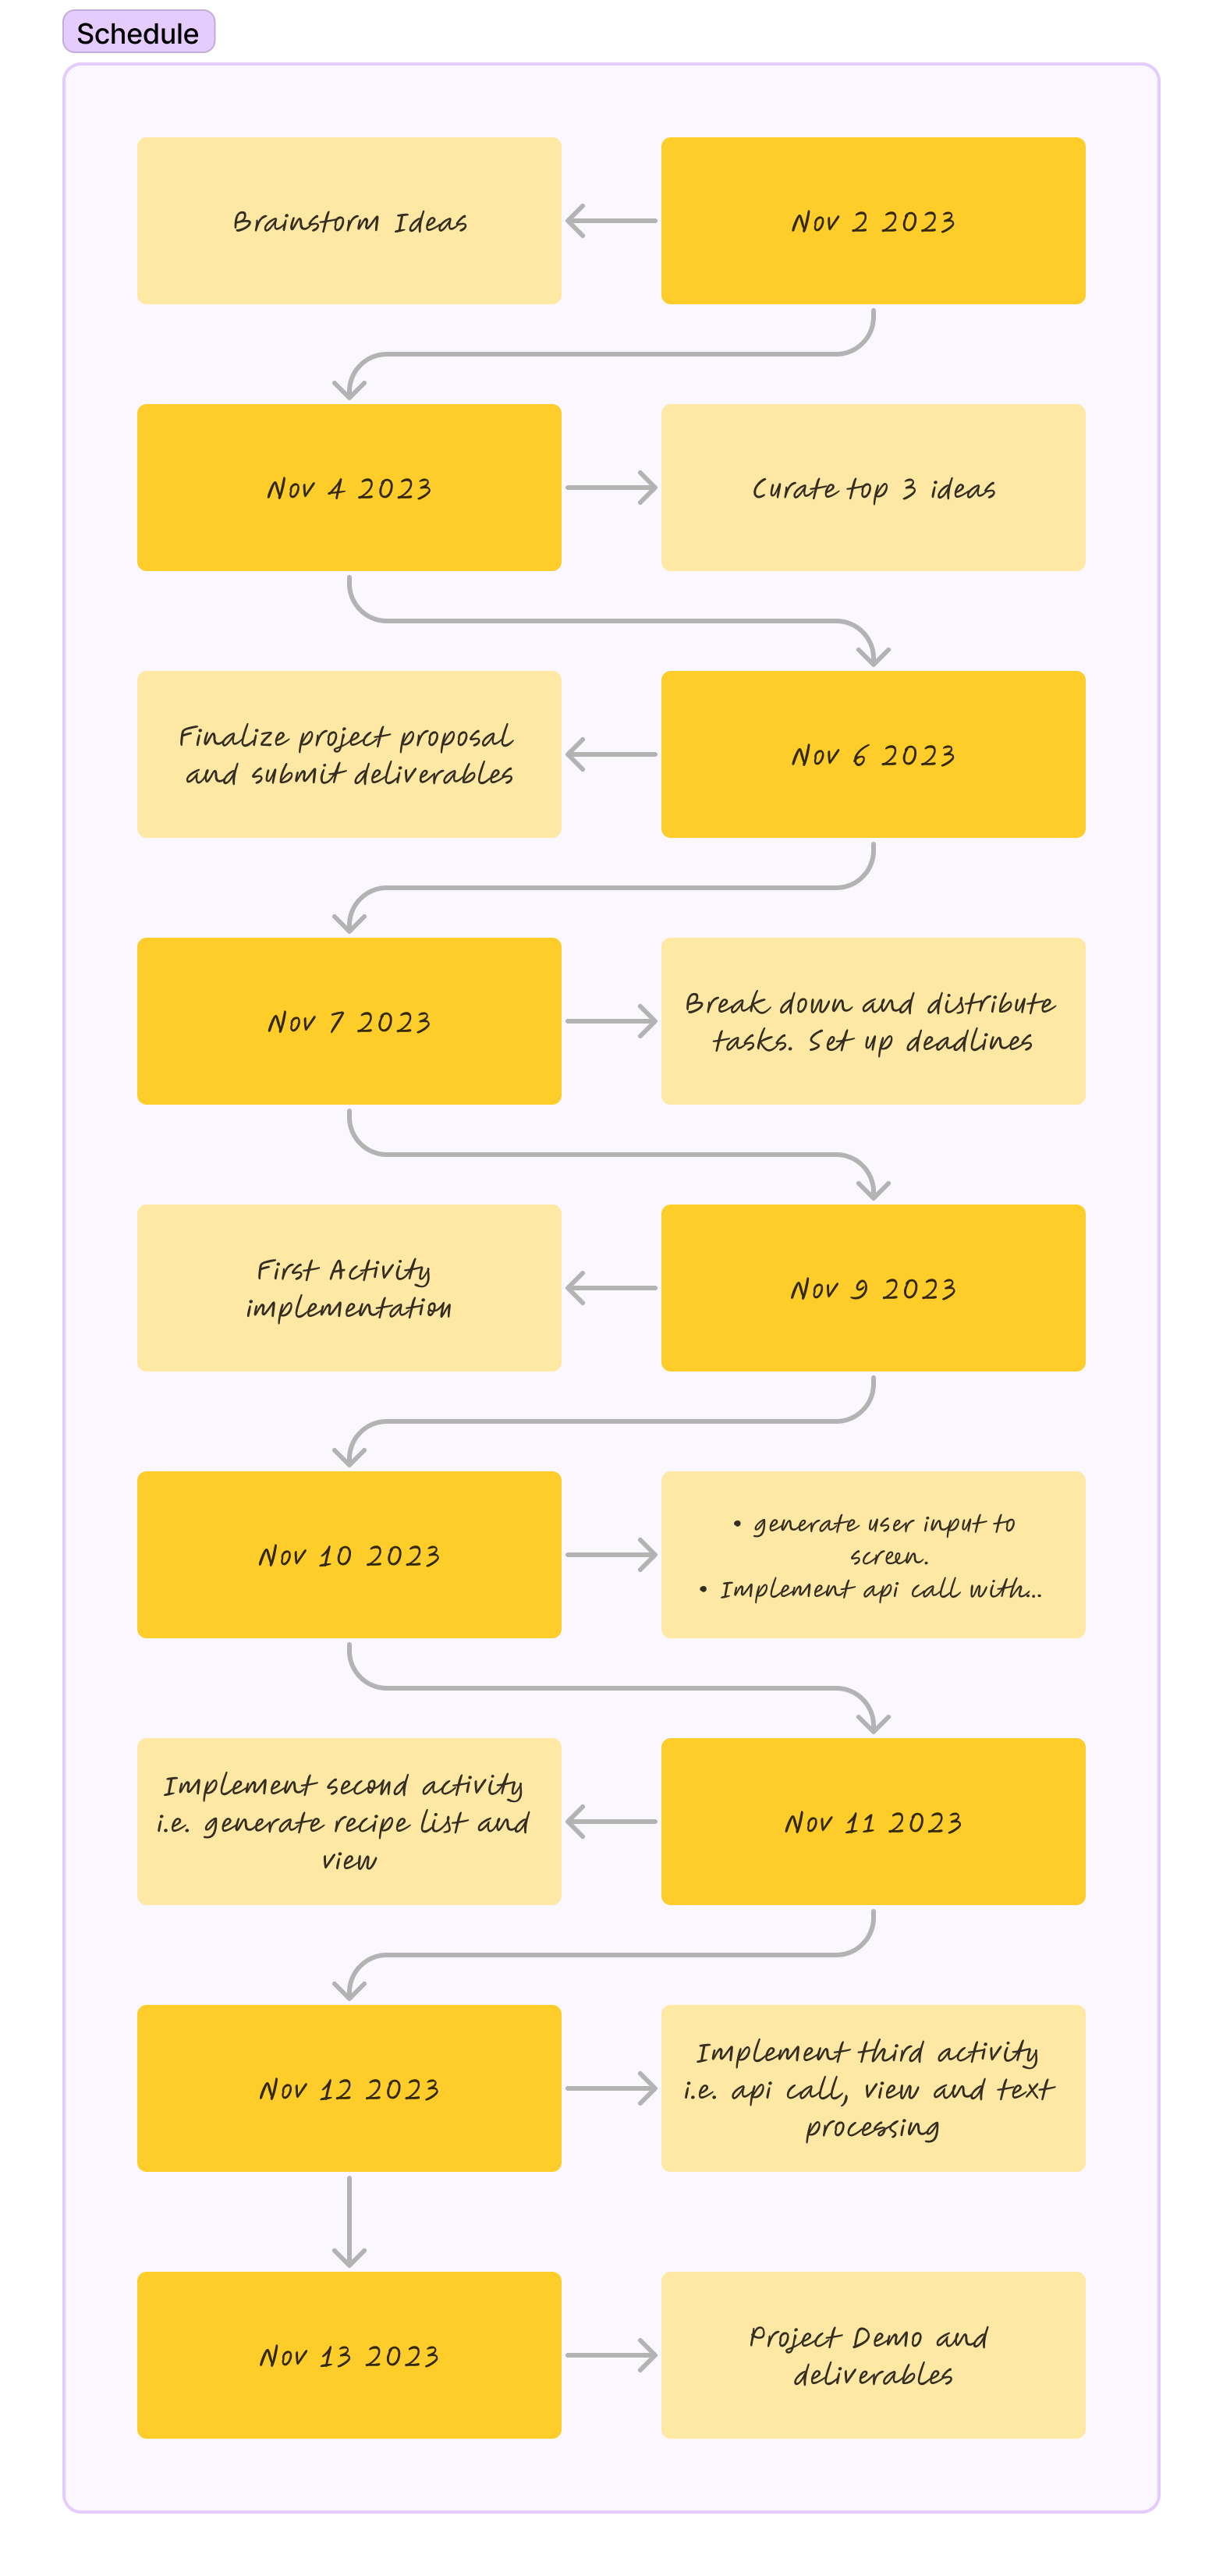 Schedule
Brainstorm Ideas
Nov 2 2023
Nov 4 2023
Curate top 3 ideas
Finalize project proposal
and submit deliverables
Nov 6 2023
Nov 7 2023
Break down and distribute
tasks. Set up deadlines
First Activity
implementation
Nov 9 2023
Nov 10 2023
• generate user input to
screen.
• Implement api call with...
Implement second activity
i.e. generate recipe list and
view
Nov 11 2023
Nov 12 2023
Implement third activity
i.e. api call, view and text
processing
Nov 13 2023
Project Demo and
deliverables